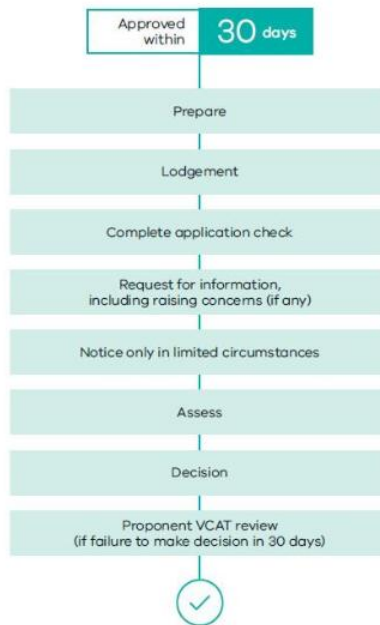 Approved
within
30 days
Prepare
Lodgement
Complete application check
Request for information,
including raising concerns (if any)
Notice only in limited circumstances
Assess
Decision
Proponent VCAT review
(if failure to make decision in 30 days)